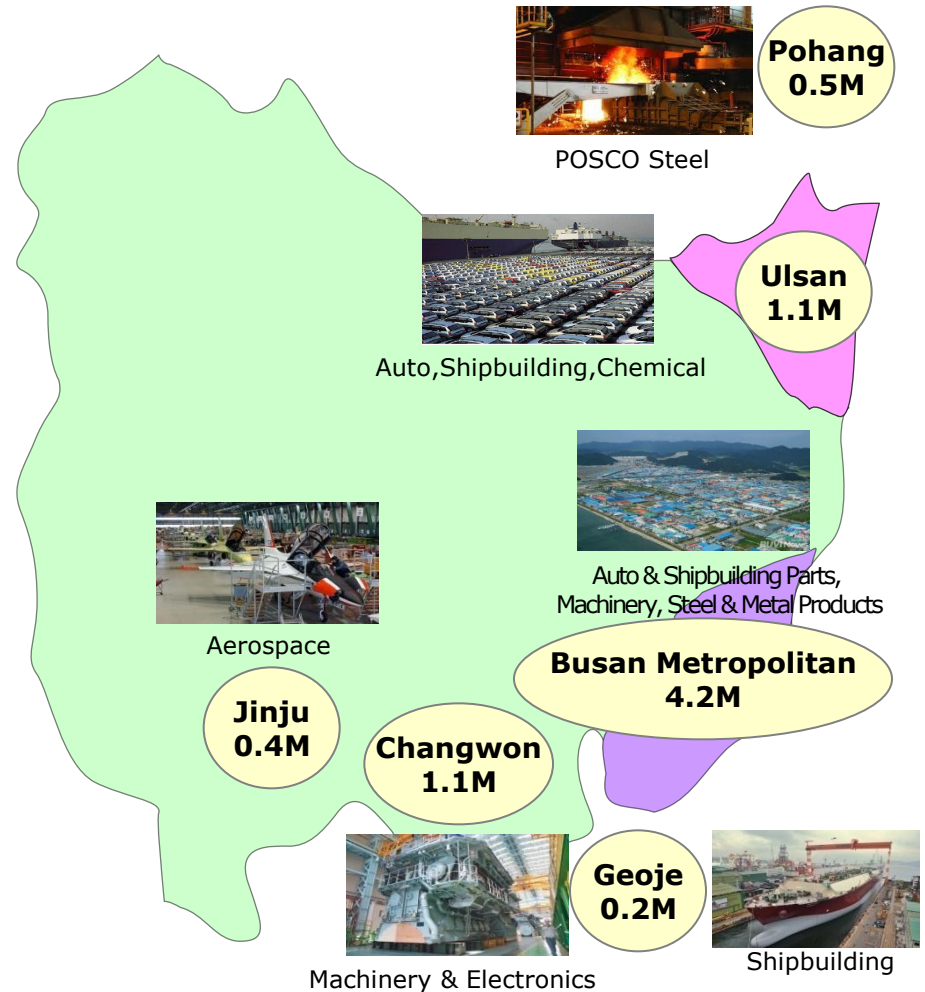 Pohang
0.5M
POSCO Steel
Ulsan
1.1M
Auto,Shipbuilding,Chemical
Auto & Shipbuilding Parts,
Machinery, Steel & Metal Products
Aerospace
Busan Metropolitan
4.2M
Jinju
0.4M
Changwon
1.1M
Geoje
0.2M
Shipbuilding
Machinery & Electronics